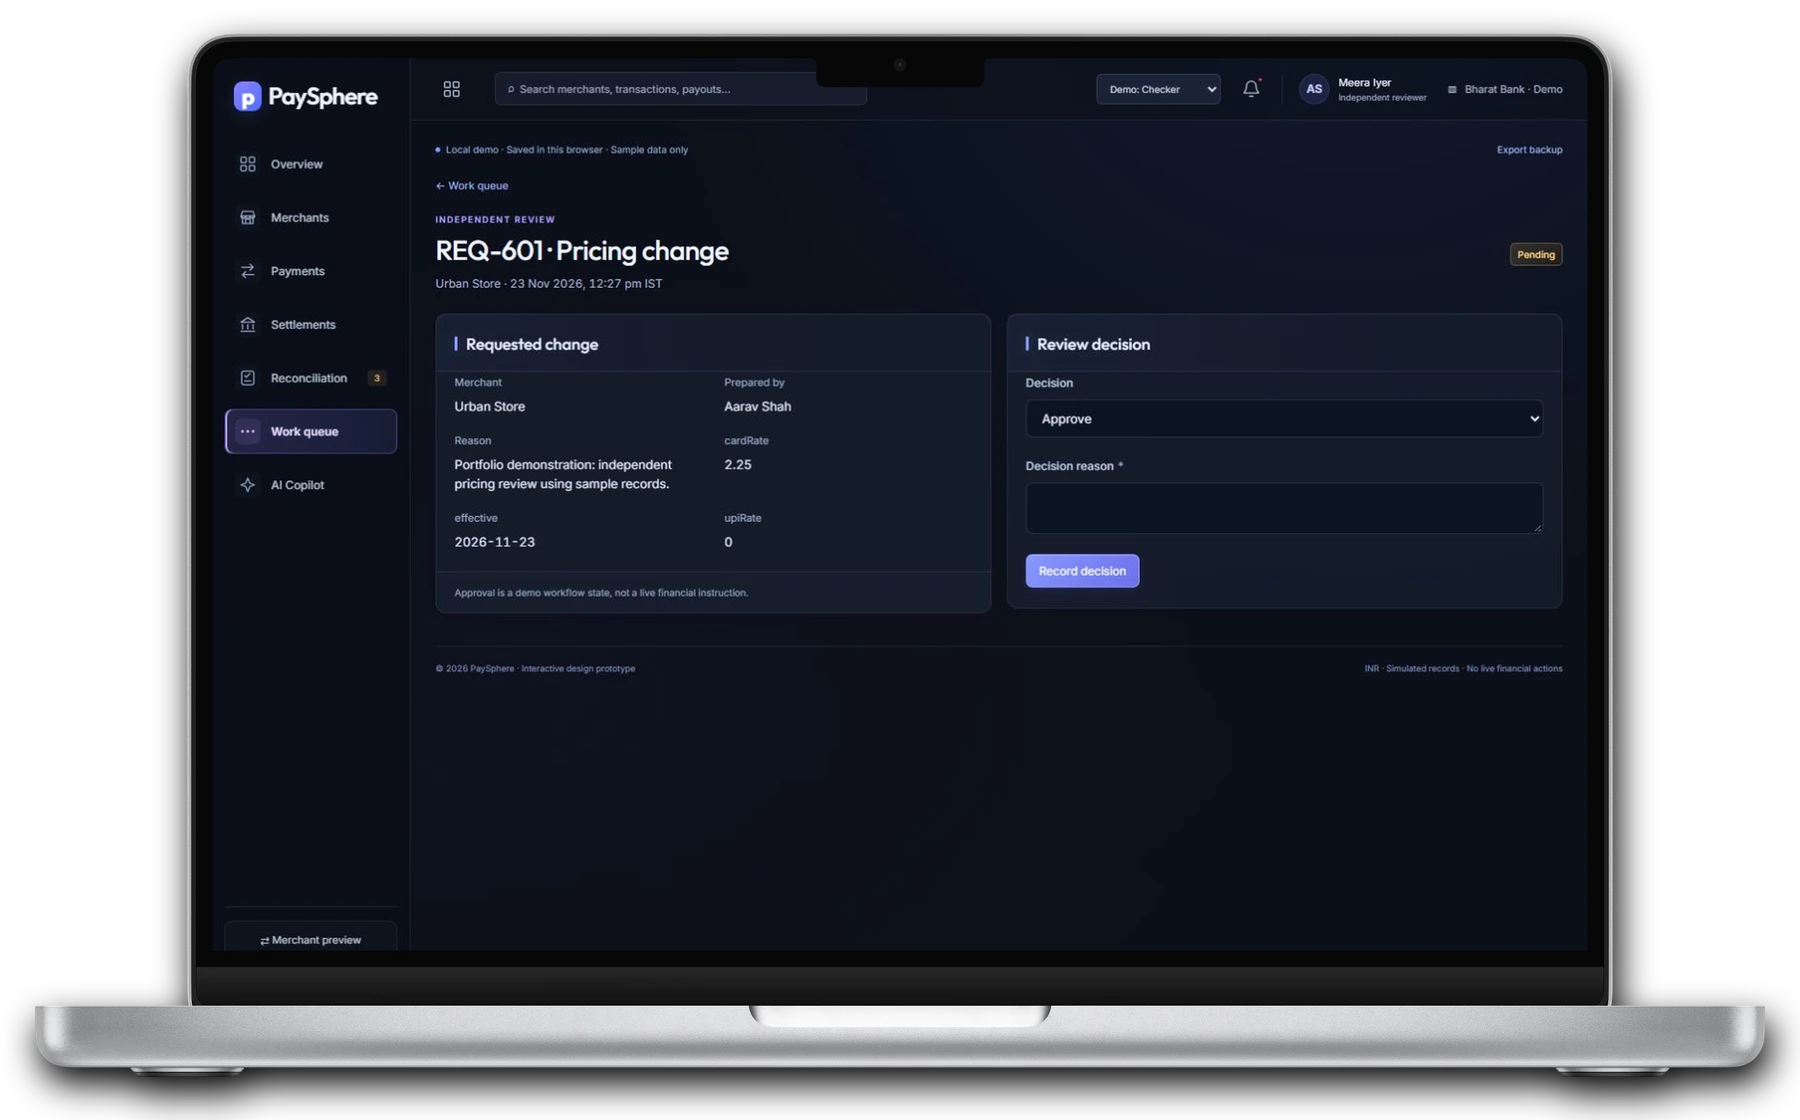 p PaySphere
Search merchants, transactions, payouts...
Demo: Checker
AS
Meera Iyer
Independent reviewer
Bharat Bank · Demo
Overview
Merchants
Payments
Settlements
Reconciliation 3
Work queue
AI Copilot
⇄ Merchant preview
Local demo · Saved in this browser · Sample data only
Export backup
← Work queue
INDEPENDENT REVIEW
REQ-601 · Pricing change
Pending
Urban Store · 23 Nov 2026, 12:27 pm IST
Requested change
Merchant
Urban Store
Prepared by
Aarav Shah
Reason
Portfolio demonstration: independent
pricing review using sample records.
cardRate
2.25
effective
2026-11-23
upiRate
0
Approval is a demo workflow state, not a live financial instruction.
Review decision
Decision
Approve
Decision reason *
Record decision
© 2026 PaySphere · Interactive design prototype
INR · Simulated records · No live financial actions